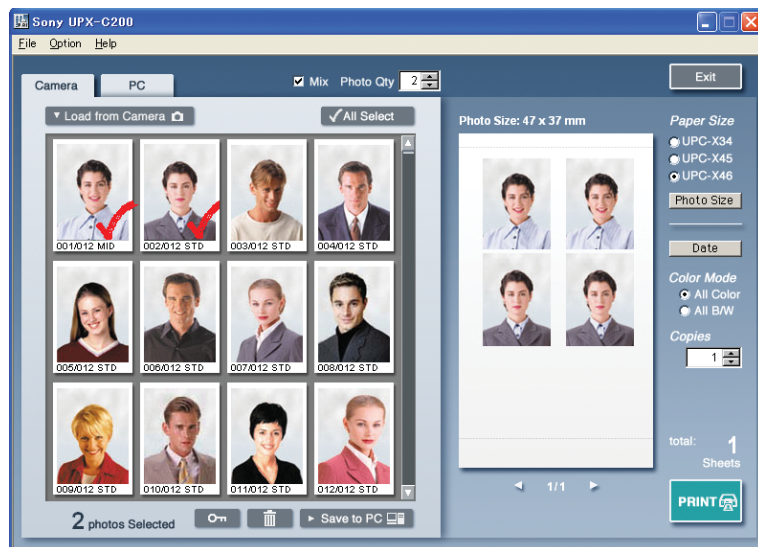 Sony UPX-C200
File Option Help
Camera PC
Mix Photo Qty 2
Exit
Load from Camera
All Select
001/012 MID 002/012 STD 003/012 STD 004/012 STD
005/012 STD 006/012 STD 007/012 STD 008/012 STD
009/012 STD 010/012 STD 011/012 STD 012/012 STD
2 photos Selected
Save to PC
Photo Size: 47 x 37 mm
1/1
Paper Size
UPC-X34
UPC-X45
UPC-X46
Photo Size
Date
Color Mode
All Color
All B/W
Copies
1
total: 1
Sheets
PRINT